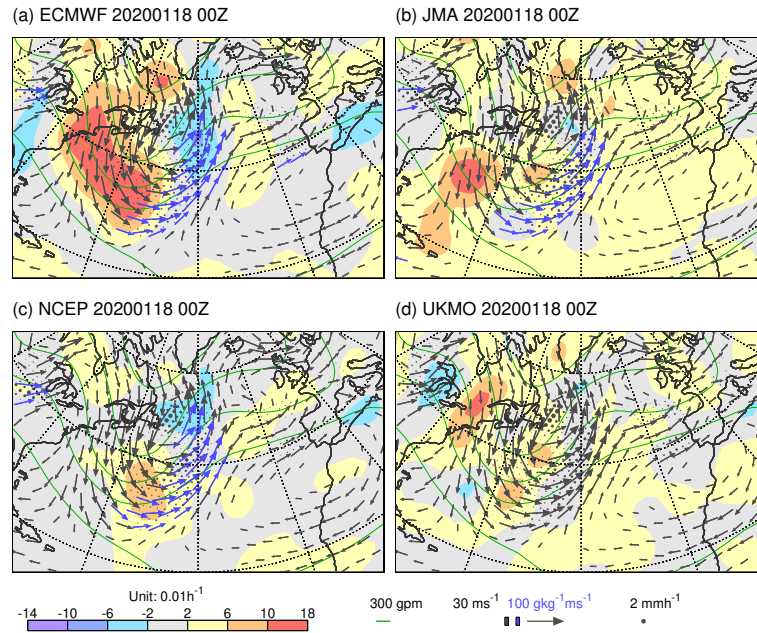 (a) ECMWF 20200118 00Z
(b) JMA 20200118 00Z
(c) NCEP 20200118 00Z
(d) UKMO 20200118 00Z
Unit: 0.01h⁻¹
-14 -10 -6 -2 2 6 10 18
300 gpm
30 ms⁻¹
100 gkg⁻¹ms⁻¹
2 mmh⁻¹